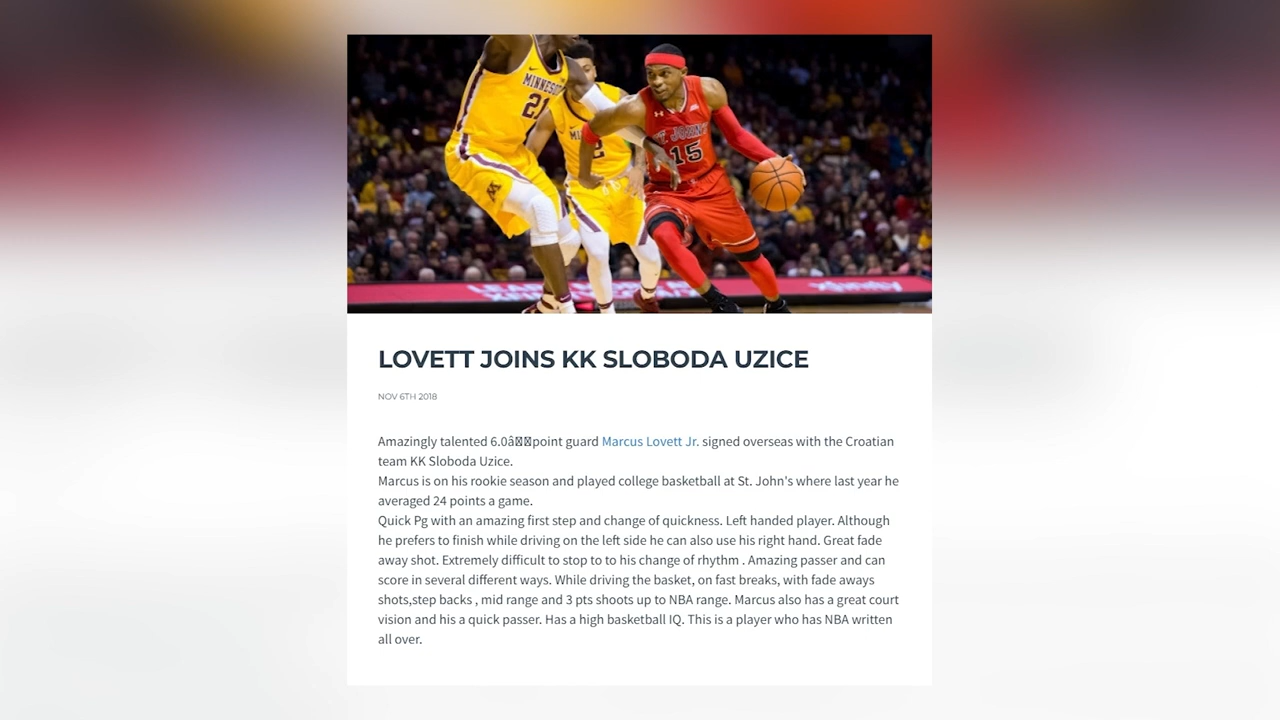 MINNESO
21
MI
2
ST. JOHN'S
15
LOVETT JOINS KK SLOBODA UZICE
NOV 6TH 2018
Amazingly talented 6.0â point guard Marcus Lovett Jr. signed overseas with the Croatian
team KK Sloboda Uzice.
Marcus is on his rookie season and played college basketball at St. John's where last year he
averaged 24 points a game.
Quick Pg with an amazing first step and change of quickness. Left handed player. Although
he prefers to finish while driving on the left side he can also use his right hand. Great fade
away shot. Extremely difficult to stop to to his change of rhythm . Amazing passer and can
score in several different ways. While driving the basket, on fast breaks, with fade aways
shots,step backs , mid range and 3 pts shoots up to NBA range. Marcus also has a great court
vision and his a quick passer. Has a high basketball IQ. This is a player who has NBA written
all over.